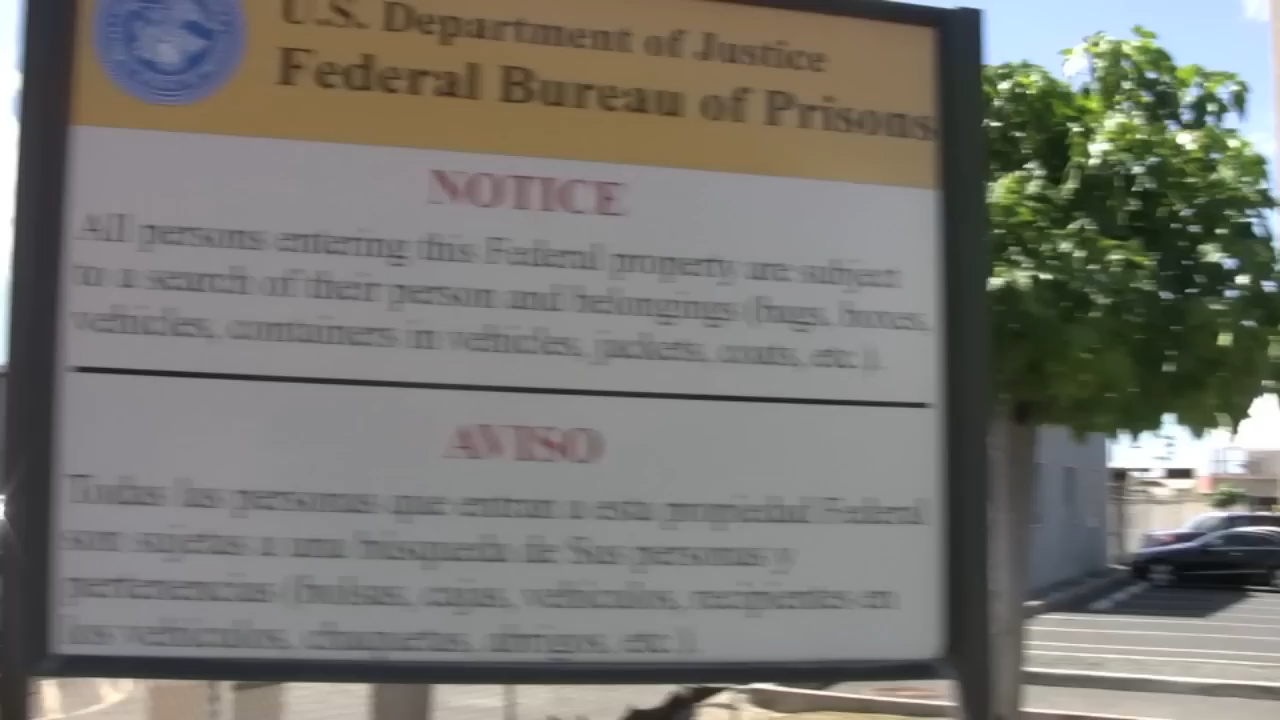 U.S. Department of Justice
Federal Bureau of Prisons
NOTICE
All persons entering this Federal property are subject
to a search of their person and belongings (bags, boxes,
vehicles, containers in vehicles, jackets, coats, etc.).
AVISO
Todas las personas que entran a esta propiedad Federal
son sujetas a una búsqueda de Sus personas y
pertenencias (bolsas, cajas, vehículos, recipientes en
los vehículos, chaquetas, abrigos, etc.).